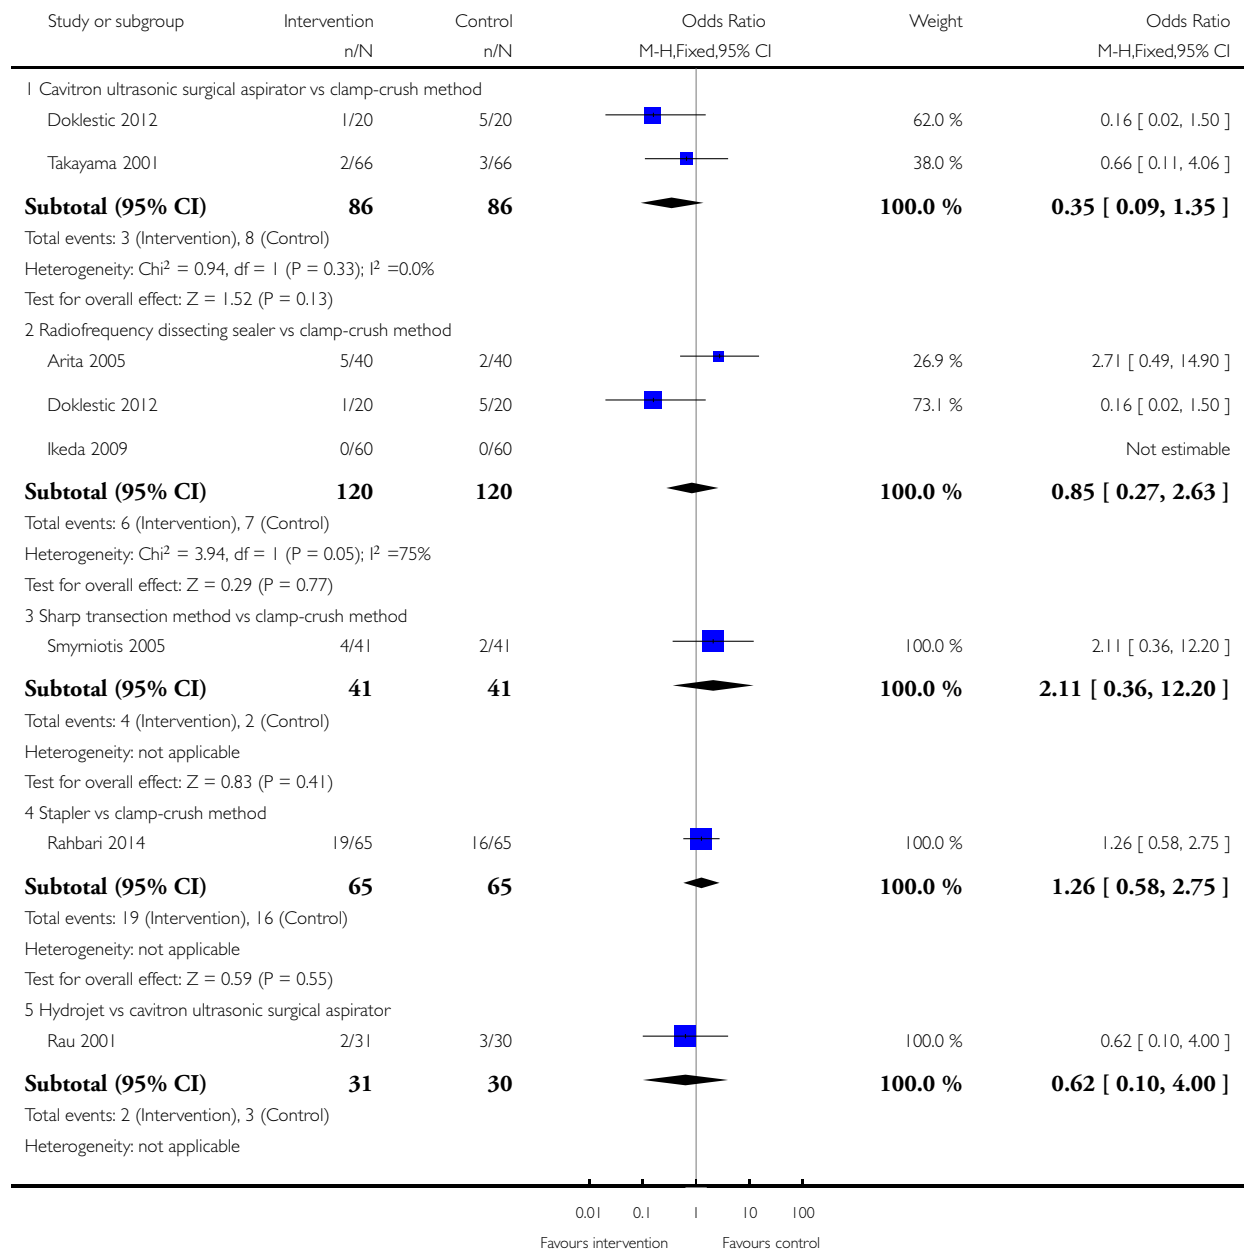 Study or subgroup Intervention Control Odds Ratio Weight Odds Ratio
n/N n/N M-H,Fixed,95% CI M-H,Fixed,95% CI
1 Cavitron ultrasonic surgical aspirator vs clamp-crush method
Doklestic 2012 1/20 5/20 62.0 % 0.16 [ 0.02, 1.50 ]
Takayama 2001 2/66 3/66 38.0 % 0.66 [ 0.11, 4.06 ]
Subtotal (95% CI) 86 86 100.0 % 0.35 [ 0.09, 1.35 ]
Total events: 3 (Intervention), 8 (Control)
Heterogeneity: Chi² = 0.94, df = 1 (P = 0.33); I² =0.0%
Test for overall effect: Z = 1.52 (P = 0.13)
2 Radiofrequency dissecting sealer vs clamp-crush method
Arita 2005 5/40 2/40 26.9 % 2.71 [ 0.49, 14.90 ]
Doklestic 2012 1/20 5/20 73.1 % 0.16 [ 0.02, 1.50 ]
Ikeda 2009 0/60 0/60 Not estimable
Subtotal (95% CI) 120 120 100.0 % 0.85 [ 0.27, 2.63 ]
Total events: 6 (Intervention), 7 (Control)
Heterogeneity: Chi² = 3.94, df = 1 (P = 0.05); I² =75%
Test for overall effect: Z = 0.29 (P = 0.77)
3 Sharp transection method vs clamp-crush method
Smyrniotis 2005 4/41 2/41 100.0 % 2.11 [ 0.36, 12.20 ]
Subtotal (95% CI) 41 41 100.0 % 2.11 [ 0.36, 12.20 ]
Total events: 4 (Intervention), 2 (Control)
Heterogeneity: not applicable
Test for overall effect: Z = 0.83 (P = 0.41)
4 Stapler vs clamp-crush method
Rahbari 2014 19/65 16/65 100.0 % 1.26 [ 0.58, 2.75 ]
Subtotal (95% CI) 65 65 100.0 % 1.26 [ 0.58, 2.75 ]
Total events: 19 (Intervention), 16 (Control)
Heterogeneity: not applicable
Test for overall effect: Z = 0.59 (P = 0.55)
5 Hydrojet vs cavitron ultrasonic surgical aspirator
Rau 2001 2/31 3/30 100.0 % 0.62 [ 0.10, 4.00 ]
Subtotal (95% CI) 31 30 100.0 % 0.62 [ 0.10, 4.00 ]
Total events: 2 (Intervention), 3 (Control)
Heterogeneity: not applicable
0.01 0.1 1 10 100
Favours intervention Favours control